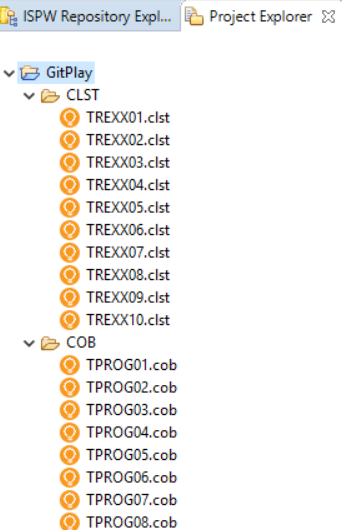 ISPW Repository Expl... Project Explorer
GitPlay
CLST
TREXX01.clst
TREXX02.clst
TREXX03.clst
TREXX04.clst
TREXX05.clst
TREXX06.clst
TREXX07.clst
TREXX08.clst
TREXX09.clst
TREXX10.clst
COB
TPROG01.cob
TPROG02.cob
TPROG03.cob
TPROG04.cob
TPROG05.cob
TPROG06.cob
TPROG07.cob
TPROG08.cob